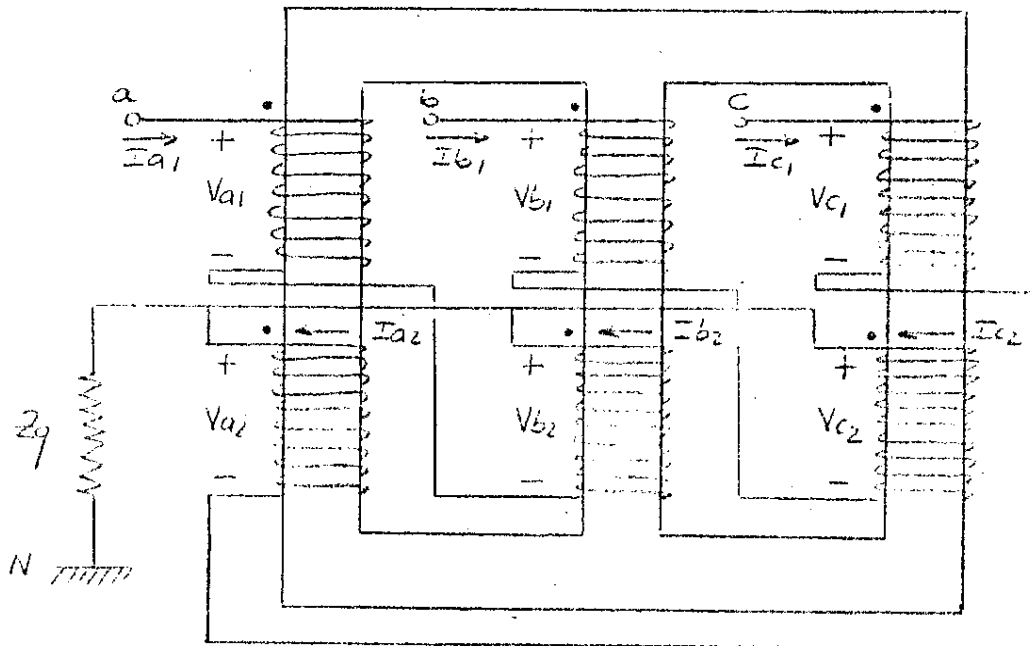 a b c
+ + +
Ia1 Ib1 Ic1
Va1 Vb1 Vc1
- - -
Ia2 Ib2 Ic2
+ + +
Zg Va2 Vb2 Vc2
- - -
N